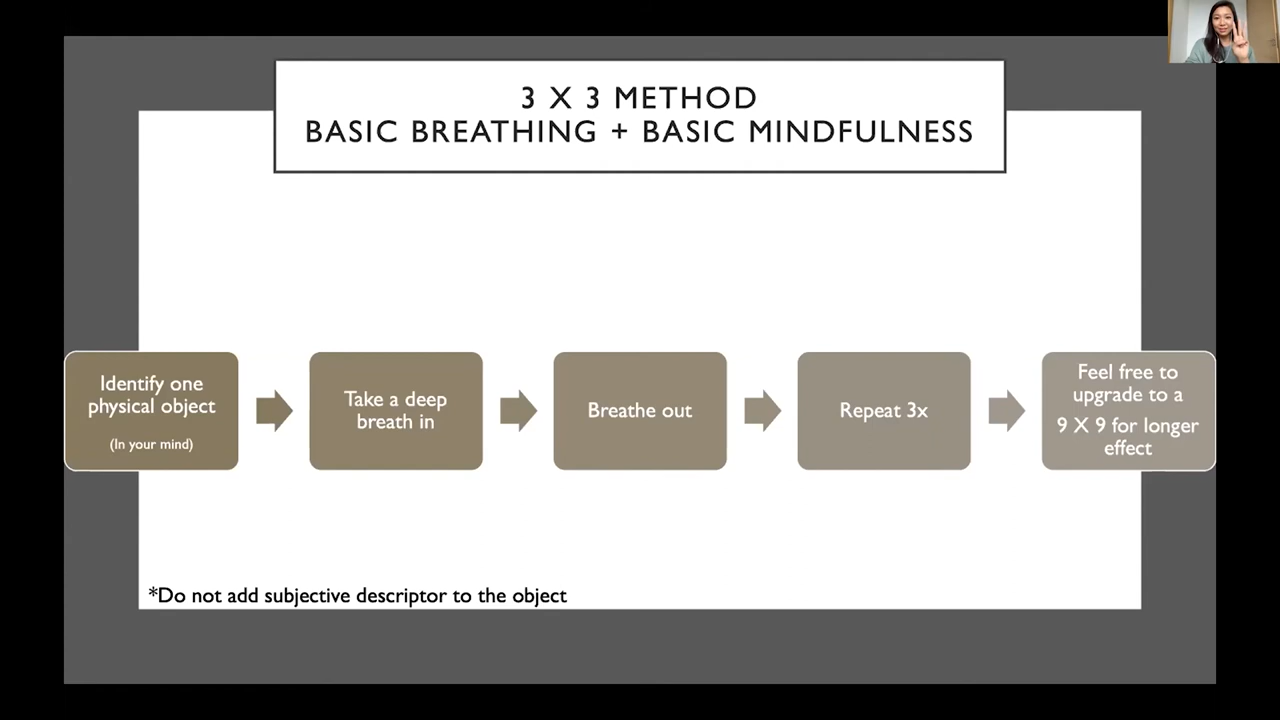 3 X 3 METHOD
BASIC BREATHING + BASIC MINDFULNESS
Identify one
physical object
(In your mind)
Take a deep
breath in
Breathe out
Repeat 3x
Feel free to
upgrade to a
9 X 9 for longer
effect
*Do not add subjective descriptor to the object